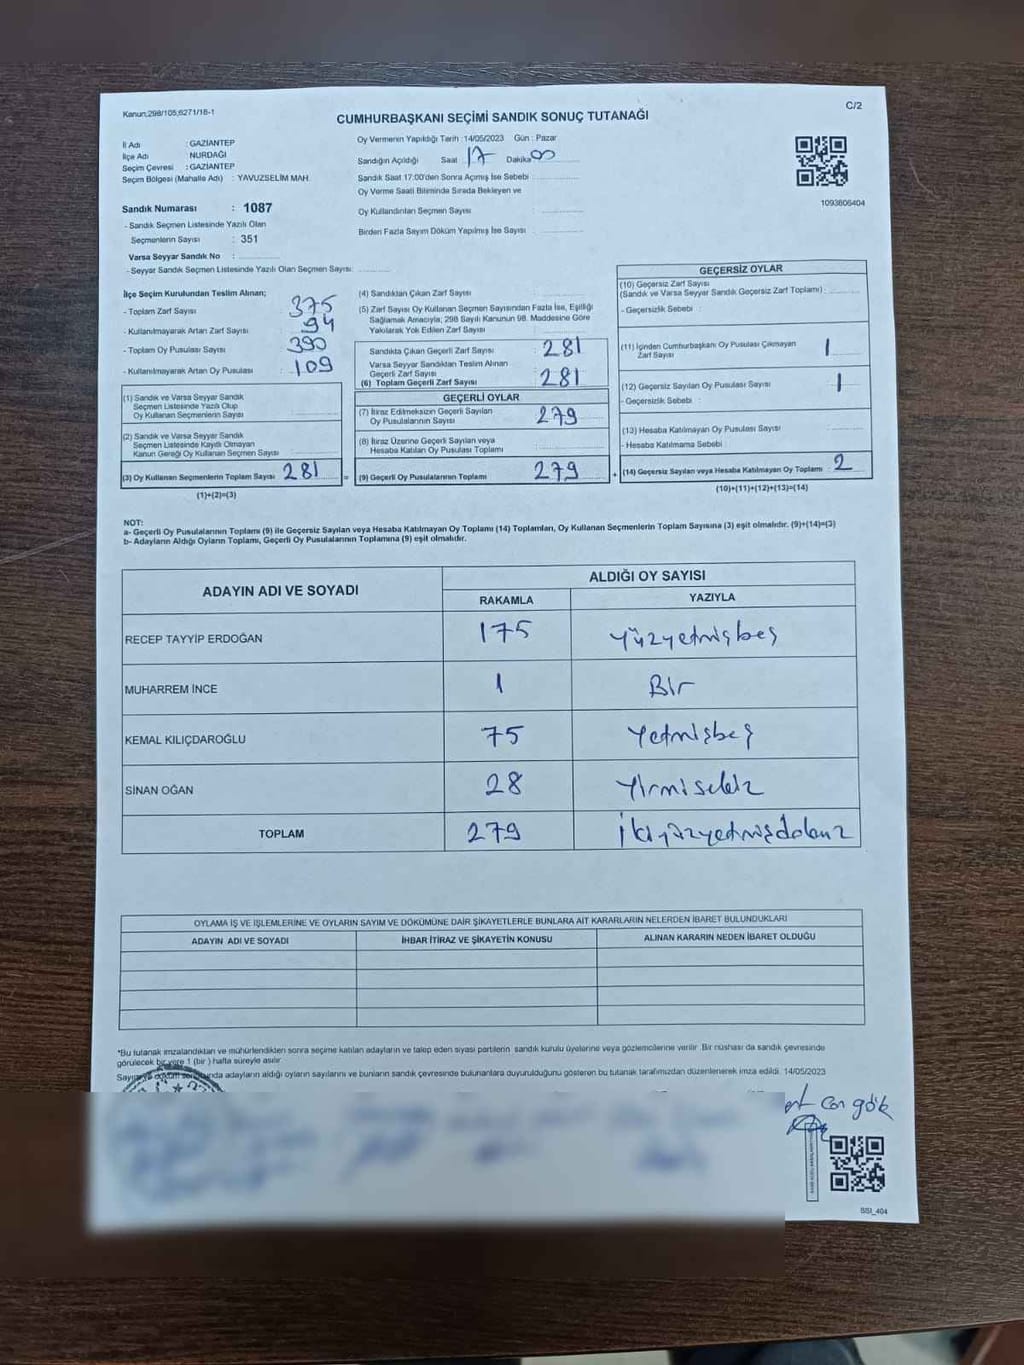 Kanun:298/105,6271/18-1
C/2
CUMHURBAŞKANI SEÇİMİ SANDIK SONUÇ TUTANAĞI
İl Adı : GAZİANTEP
İlçe Adı : NURDAĞI
Seçim Çevresi : GAZİANTEP
Seçim Bölgesi (Mahalle Adı) : YAVUZSELİM MAH.
Sandık Numarası : 1087
- Sandık Seçmen Listesinde Yazılı Olan
Seçmenlerin Sayısı : 351
Varsa Seyyar Sandık No :
- Seyyar Sandık Seçmen Listesinde Yazılı Olan Seçmen Sayısı:
Oy Vermenin Yapıldığı Tarih :14/05/2023 Gün : Pazar
Sandığın Açıldığı Saat 17 Dakika 00
Sandık Saat 17:00'den Sonra Açılmış İse Sebebi :
Oy Verme Saati Bitiminde Sırada Bekleyen ve
Oy Kullandırılan Seçmen Sayısı :
Birden Fazla Sayım Döküm Yapılmış İse Sayısı :
1093606404
İlçe Seçim Kurulundan Teslim Alınan;
- Toplam Zarf Sayısı : 375
- Kullanılmayarak Artan Zarf Sayısı : 94
- Toplam Oy Pusulası Sayısı : 390
- Kullanılmayarak Artan Oy Pusulası : 109
(1) Sandık ve Varsa Seyyar Sandık
Seçmen Listesinde Yazılı Olup
Oy Kullanan Seçmenlerin Sayısı :
(2) Sandık ve Varsa Seyyar Sandık
Seçmen Listesinde Kayıtlı Olmayan
Kanun Gereği Oy Kullanan Seçmen Sayısı :
(3) Oy Kullanan Seçmenlerin Toplam Sayısı : 281
(1)+(2)=(3)
(4) Sandıktan Çıkan Zarf Sayısı :
(5) Zarf Sayısı Oy Kullanan Seçmen Sayısından Fazla İse, Eşitliği
Sağlamak Amacıyla; 298 Sayılı Kanunun 98. Maddesine Göre
Yakılarak Yok Edilen Zarf Sayısı :
Sandıkta Çıkan Geçerli Zarf Sayısı : 281
Varsa Seyyar Sandıktan Teslim Alınan
Geçerli Zarf Sayısı :
(6) Toplam Geçerli Zarf Sayısı : 281
GEÇERLİ OYLAR
(7) İtiraz Edilmeksizin Geçerli Sayılan
Oy Pusulalarının Sayısı : 279
(8) İtiraz Üzerine Geçerli Sayılan veya
Hesaba Katılan Oy Pusulası Toplamı :
= (9) Geçerli Oy Pusulalarının Toplamı : 279 +
GEÇERSİZ OYLAR
(10) Geçersiz Zarf Sayısı
(Sandık ve Varsa Seyyar Sandık Geçersiz Zarf Toplamı) :
- Geçersizlik Sebebi :
(11) İçinden Cumhurbaşkanı Oy Pusulası Çıkmayan
Zarf Sayısı : 1
(12) Geçersiz Sayılan Oy Pusulası Sayısı : 1
- Geçersizlik Sebebi :
(13) Hesaba Katılmayan Oy Pusulası Sayısı :
- Hesaba Katılmama Sebebi :
(14) Geçersiz Sayılan veya Hesaba Katılmayan Oy Toplamı : 2
(10)+(11)+(12)+(13)=(14)
NOT:
a- Geçerli Oy Pusulalarının Toplamı (9) ile Geçersiz Sayılan veya Hesaba Katılmayan Oy Toplamı (14) Toplamları, Oy Kullanan Seçmenlerin Toplam Sayısına (3) eşit olmalıdır. (9)+(14)=(3)
b- Adayların Aldığı Oyların Toplamı, Geçerli Oy Pusulalarının Toplamına (9) eşit olmalıdır.
ADAYIN ADI VE SOYADI
ALDIĞI OY SAYISI
RAKAMLA YAZIYLA
RECEP TAYYİP ERDOĞAN 175 Yüzyetmişbeş
MUHARREM İNCE 1 Bir
KEMAL KILIÇDAROĞLU 75 Yetmişbeş
SİNAN OĞAN 28 Yirmisekiz
TOPLAM 279 İkiyüzyetmişdokuz
OYLAMA İŞ VE İŞLEMLERİNE VE OYLARIN SAYIM VE DÖKÜMÜNE DAİR ŞİKAYETLERLE BUNLARA AİT KARARLARIN NELERDEN İBARET BULUNDUKLARI
ADAYIN ADI VE SOYADI İHBAR İTİRAZ VE ŞİKAYETİN KONUSU ALINAN KARARIN NEDEN İBARET OLDUĞU
*Bu tutanak imzalandıktan ve mühürlendikten sonra seçime katılan adayların ve talep eden siyasi partilerin sandık kurulu üyelerine veya gözlemcilerine verilir. Bir nüshası da sandık çevresinde
görülecek bir yere 1 (bir ) hafta süreyle asılır.
adayların aldığı oyların sayılarını ve bunların sandık çevresinde bulunanlara duyurulduğunu gösteren bu tutanak tarafımızdan düzenlenerek imza edildi. 14/05/2023
gök
BSI_404